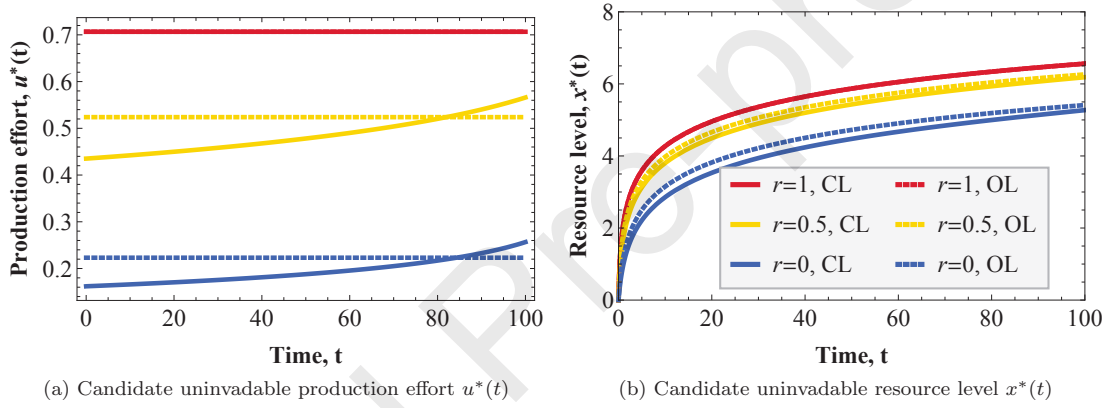 Production effort, u*(t)
0.7
0.6
0.5
0.4
0.3
0.2
0 20 40 60 80 100
Time, t
(a) Candidate uninvadable production effort u*(t)
Resource level, x*(t)
8
6
4
2
0
0 20 40 60 80 100
Time, t
r=1, CL r=1, OL
r=0.5, CL r=0.5, OL
r=0, CL r=0, OL
(b) Candidate uninvadable resource level x*(t)